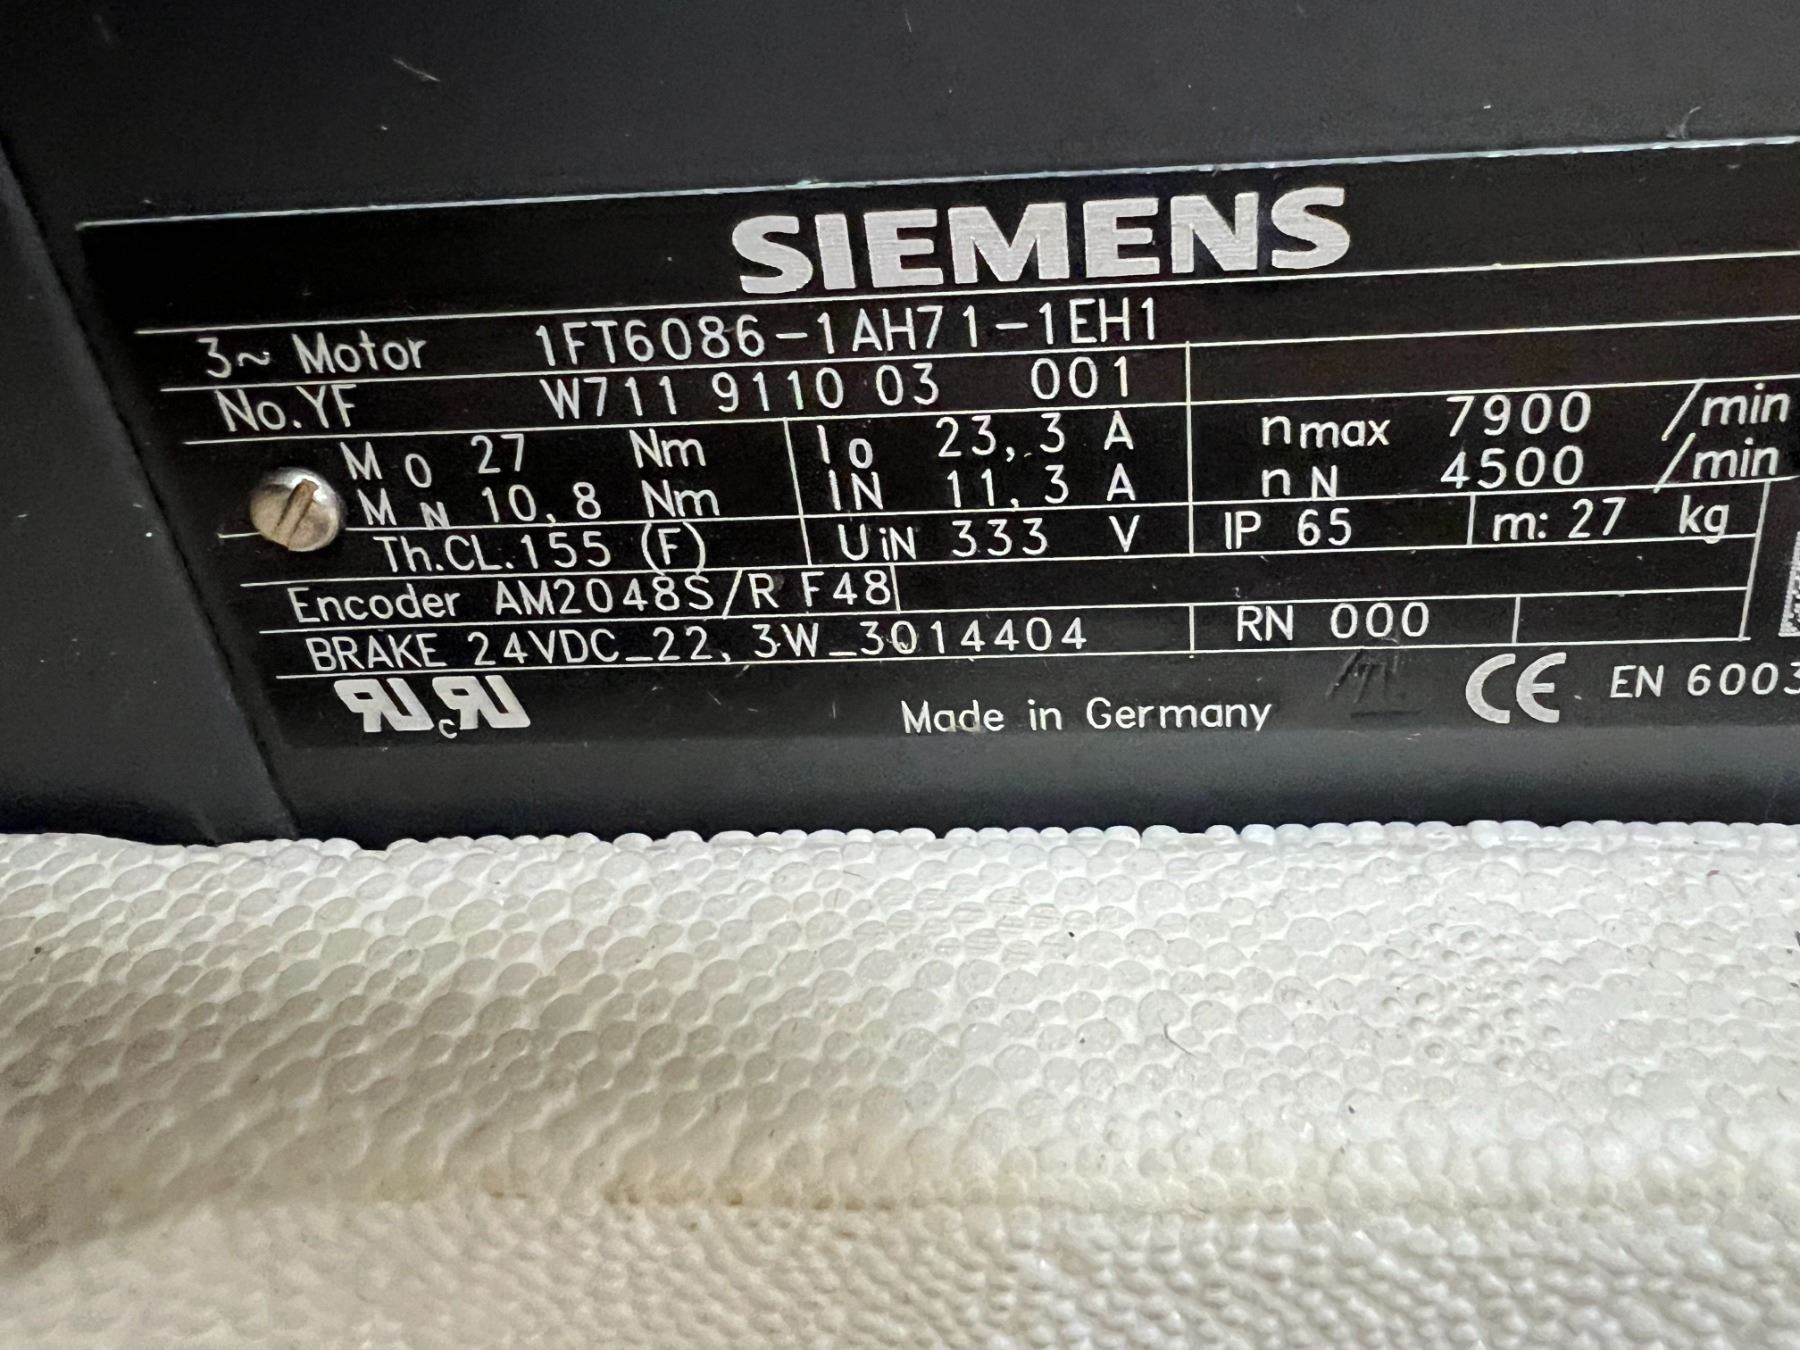 SIEMENS
3~ Motor 1FT6086-1AH71-1EH1
No.YF W711 9110 03 001
M0 27 Nm I0 23,3 A nmax 7900 /min
MN 10,8 Nm IN 11,3 A nN 4500 /min
Th.CL.155 (F) UiN 333 V IP 65 m: 27 kg
Encoder AM2048S/R F48
BRAKE 24VDC_22,3W_3014404 RN 000
Made in Germany CE EN 6003